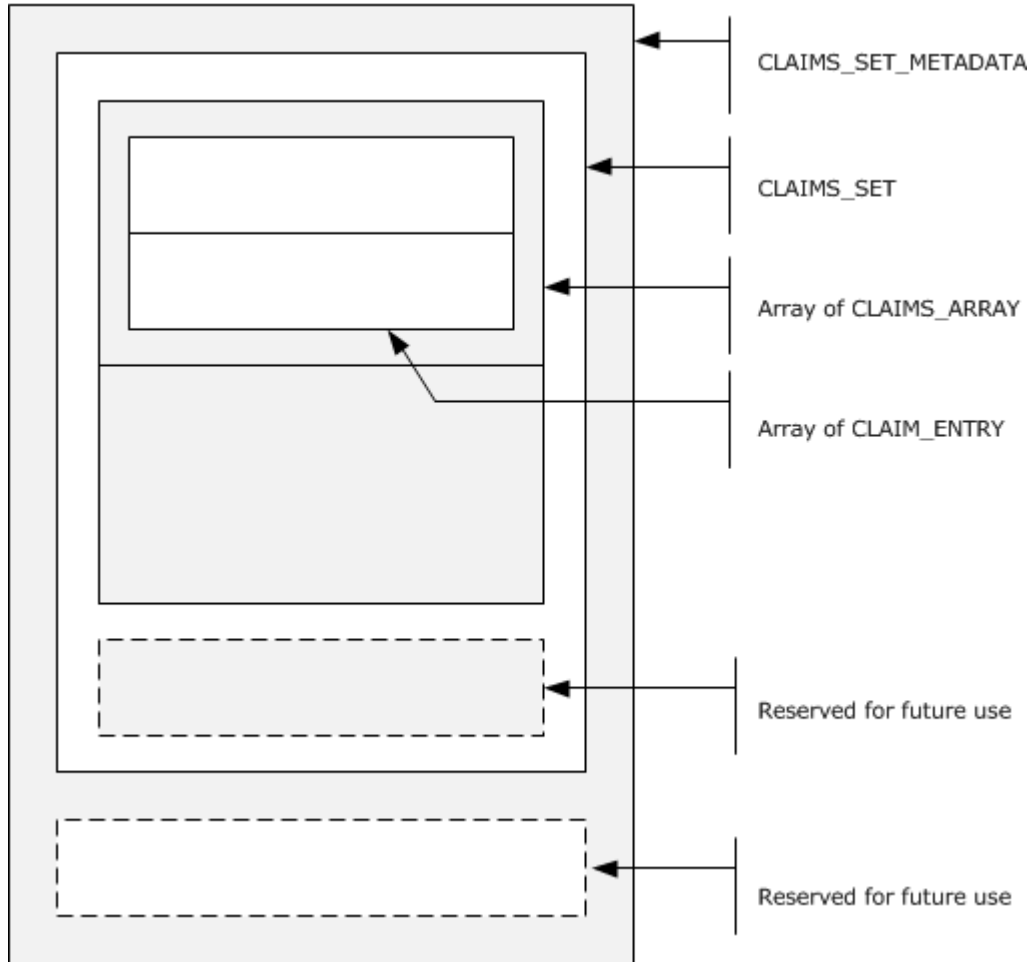 CLAIMS_SET_METADATA
CLAIMS_SET
Array of CLAIMS_ARRAY
Array of CLAIM_ENTRY
Reserved for future use
Reserved for future use